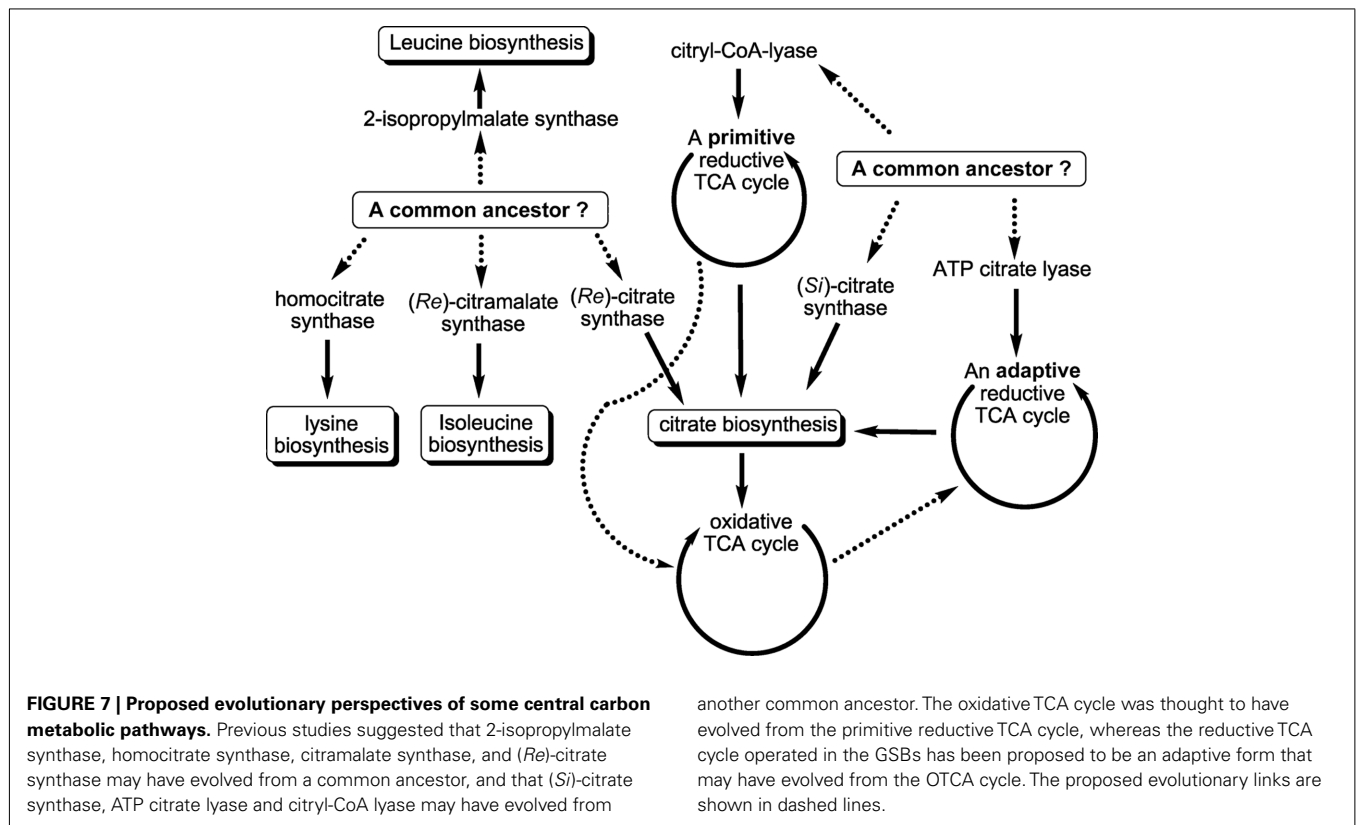 Leucine biosynthesis
2-isopropylmalate synthase
A common ancestor ?
homocitrate
synthase
(Re)-citramalate
synthase
(Re)-citrate
synthase
lysine
biosynthesis
Isoleucine
biosynthesis
citryl-CoA-lyase
A primitive
reductive
TCA cycle
A common ancestor ?
(Si)-citrate
synthase
ATP citrate lyase
An adaptive
reductive
TCA cycle
citrate biosynthesis
oxidative
TCA cycle
FIGURE 7 | Proposed evolutionary perspectives of some central carbon
metabolic pathways. Previous studies suggested that 2-isopropylmalate
synthase, homocitrate synthase, citramalate synthase, and (Re)-citrate
synthase may have evolved from a common ancestor, and that (Si)-citrate
synthase, ATP citrate lyase and citryl-CoA lyase may have evolved from
another common ancestor. The oxidative TCA cycle was thought to have
evolved from the primitive reductive TCA cycle, whereas the reductive TCA
cycle operated in the GSBs has been proposed to be an adaptive form that
may have evolved from the OTCA cycle. The proposed evolutionary links are
shown in dashed lines.